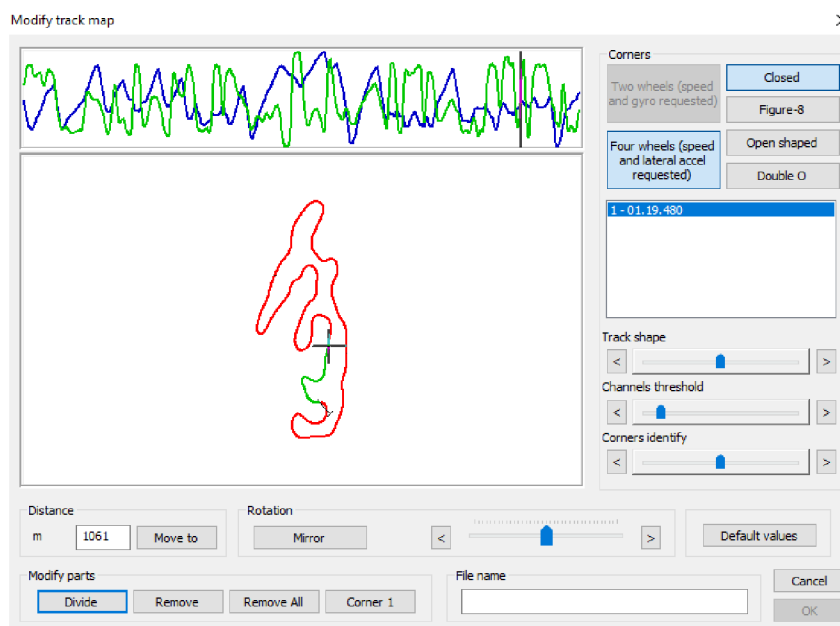 Modify track map
Corners
Two wheels (speed
and gyro requested)
Closed
Figure-8
Four wheels (speed
and lateral accel
requested)
Open shaped
Double O
1 - 01.19.480
Track shape
<
>
Channels threshold
<
>
Corners identify
<
>
Distance
m
1061
Move to
Rotation
Mirror
<
>
Default values
Modify parts
Divide
Remove
Remove All
Corner 1
File name
Cancel
OK